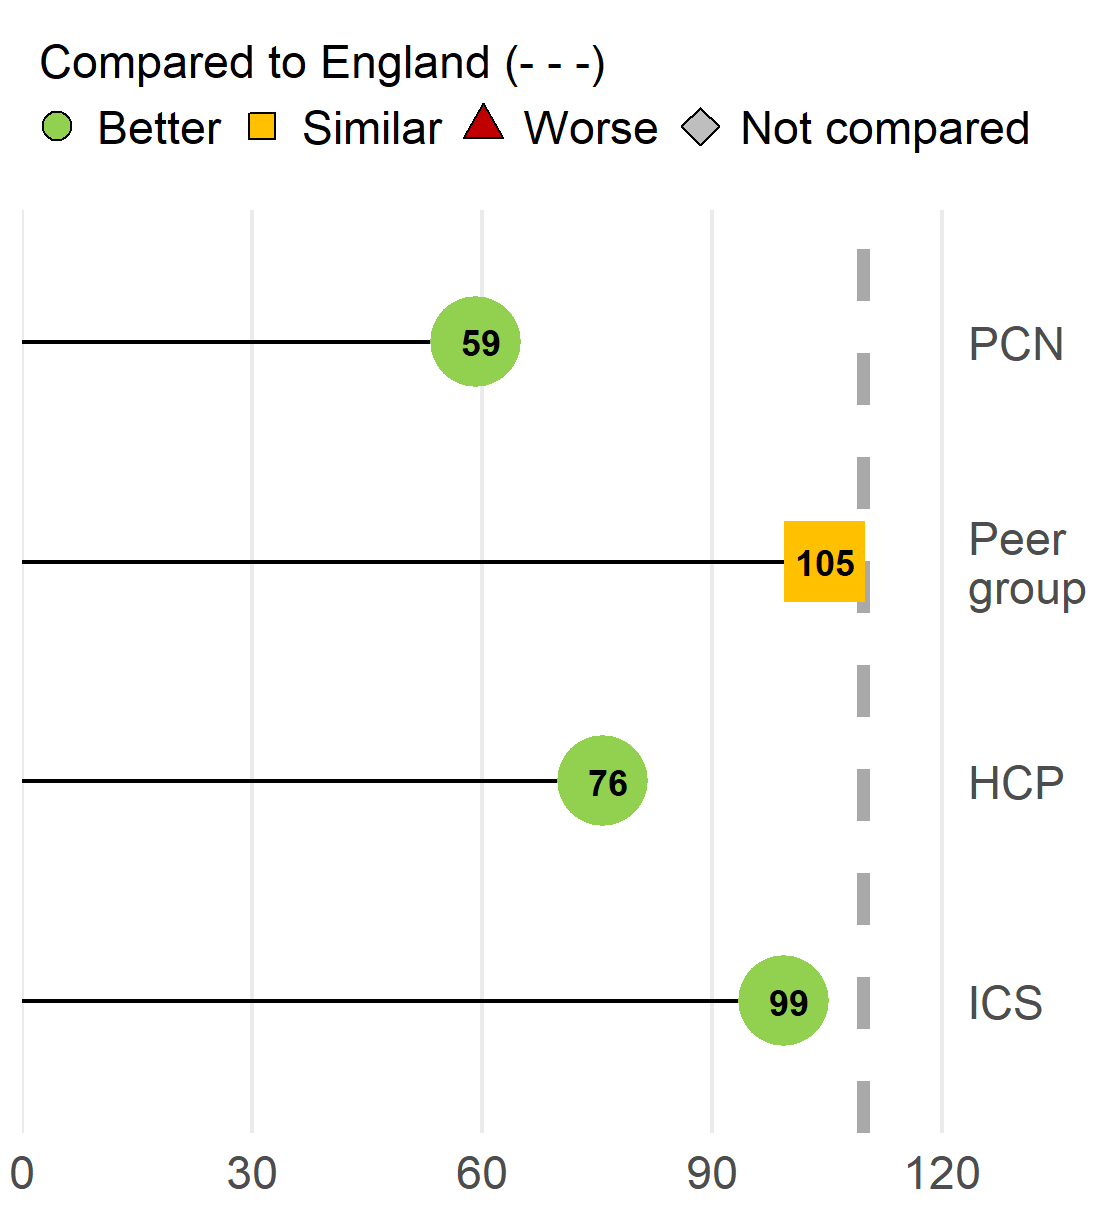 Compared to England (- - -)
Better Similar Worse Not compared
59 PCN
105 Peer
group
76 HCP
99 ICS
0 30 60 90 120